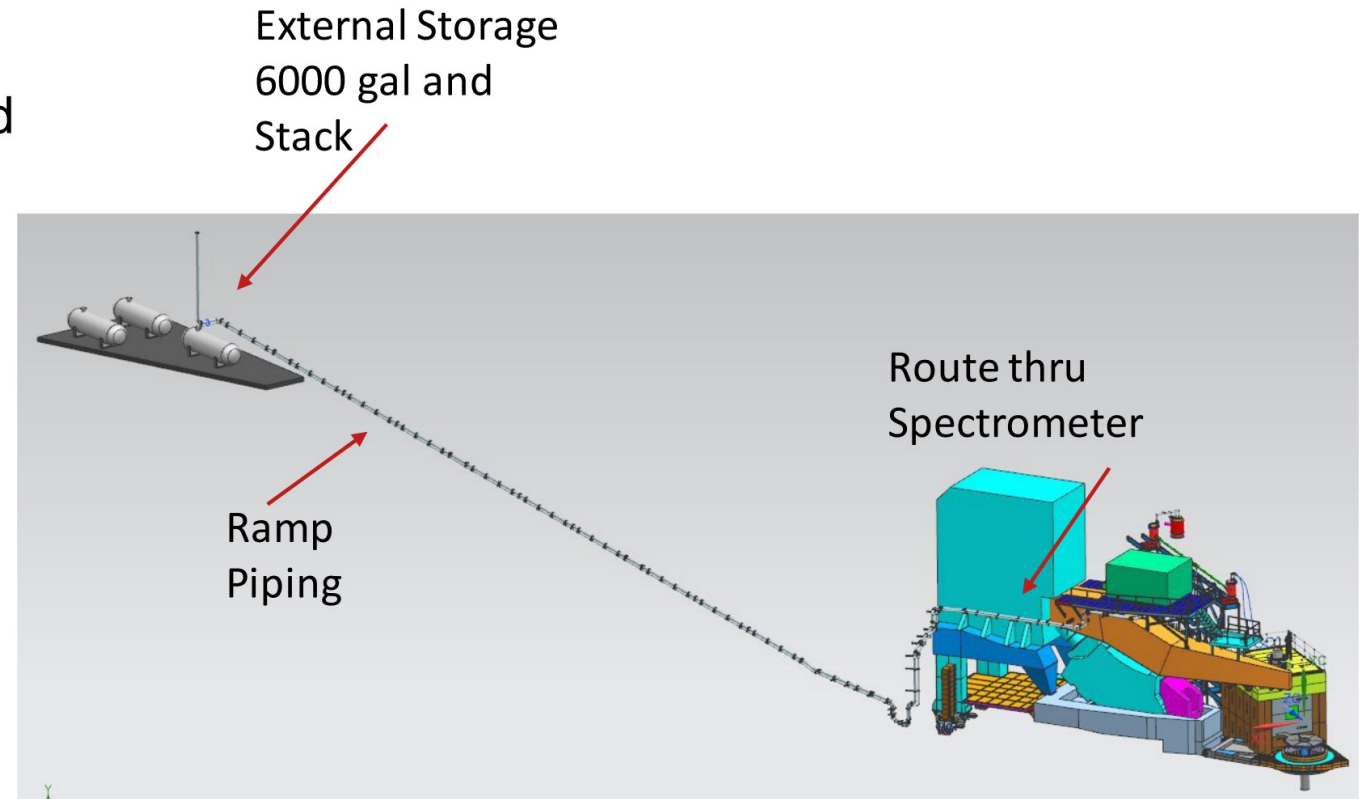 External Storage
6000 gal and
Stack
d
Route thru
Spectrometer
Ramp
Piping
Y